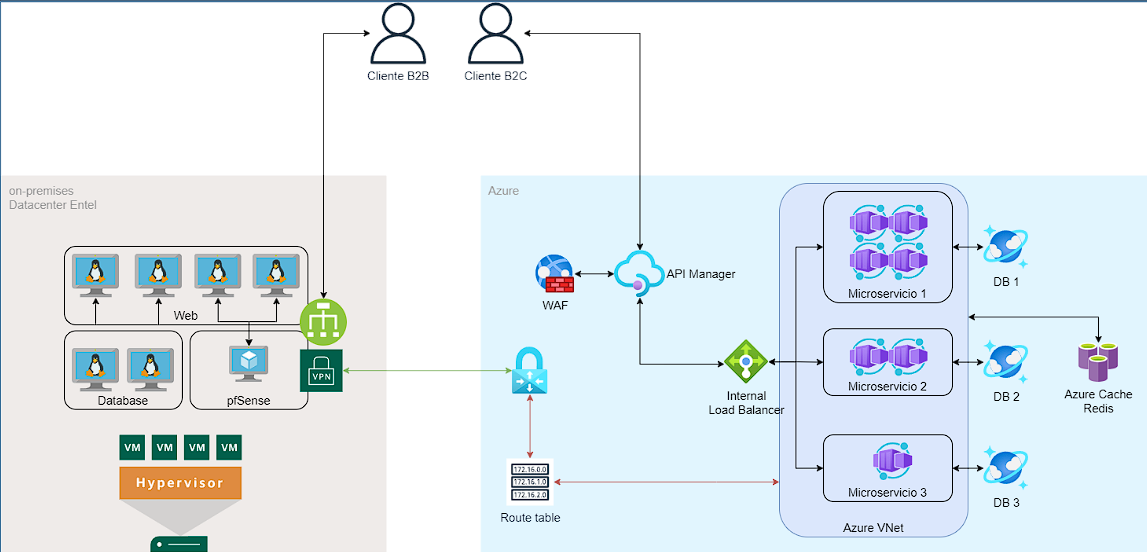 Cliente B2B
Cliente B2C
on-premises
Datacenter Entel
Azure
Web
Database
pfSense
VPN
VM
VM
VM
VM
Hypervisor
WAF
API Manager
Internal
Load Balancer
172.16.0.0
172.16.1.0
172.16.2.0
Route table
Microservicio 1
Microservicio 2
Microservicio 3
Azure VNet
DB 1
DB 2
DB 3
Azure Cache
Redis